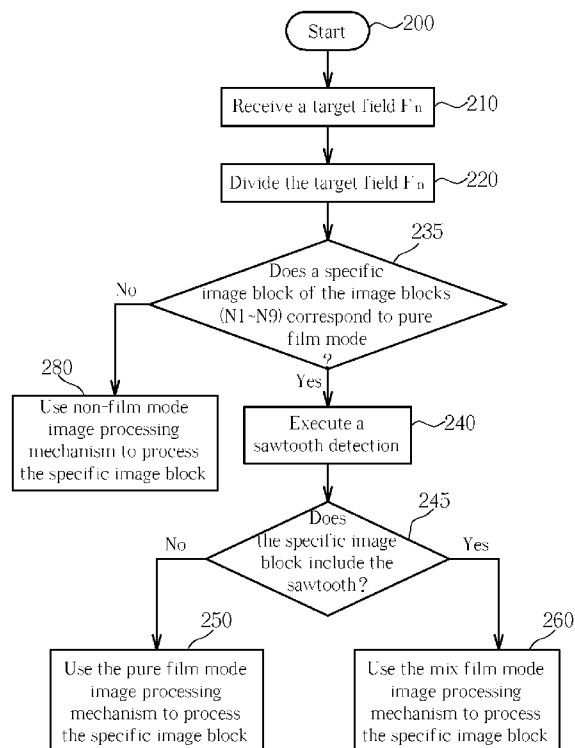 Start
200
Receive a target field Fn
210
Divide the target field Fn
220
235
Does a specific
image block of the image blocks
(N1~N9) correspond to pure
film mode
?
No
Yes
280
Use non-film mode
image processing
mechanism to process
the specific image block
Execute a
sawtooth detection
240
245
Does
the specific image
block include the
sawtooth?
No
Yes
250
Use the pure film mode
image processing
mechanism to process
the specific image block
260
Use the mix film mode
image processing
mechanism to process
the specific image block